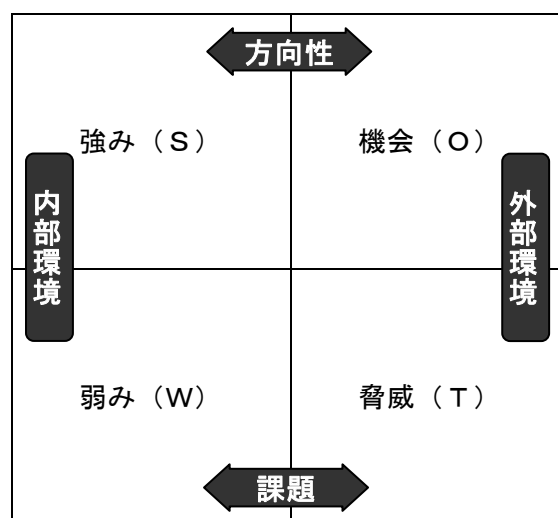 方向性
強み（Ｓ）
機会（Ｏ）
内部環境
外部環境
弱み（Ｗ）
脅威（Ｔ）
課題